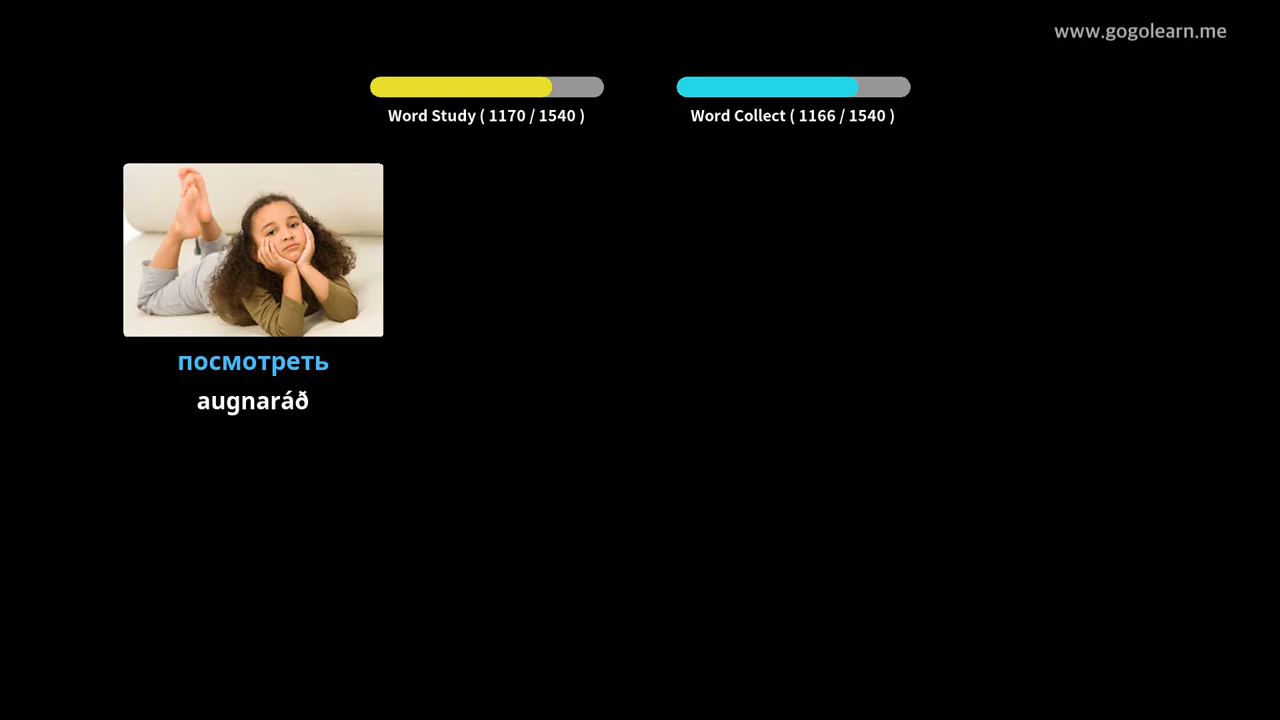 www.gogolearn.me
Word Study ( 1170 / 1540 )
Word Collect ( 1166 / 1540 )
посмотреть
augnaráð